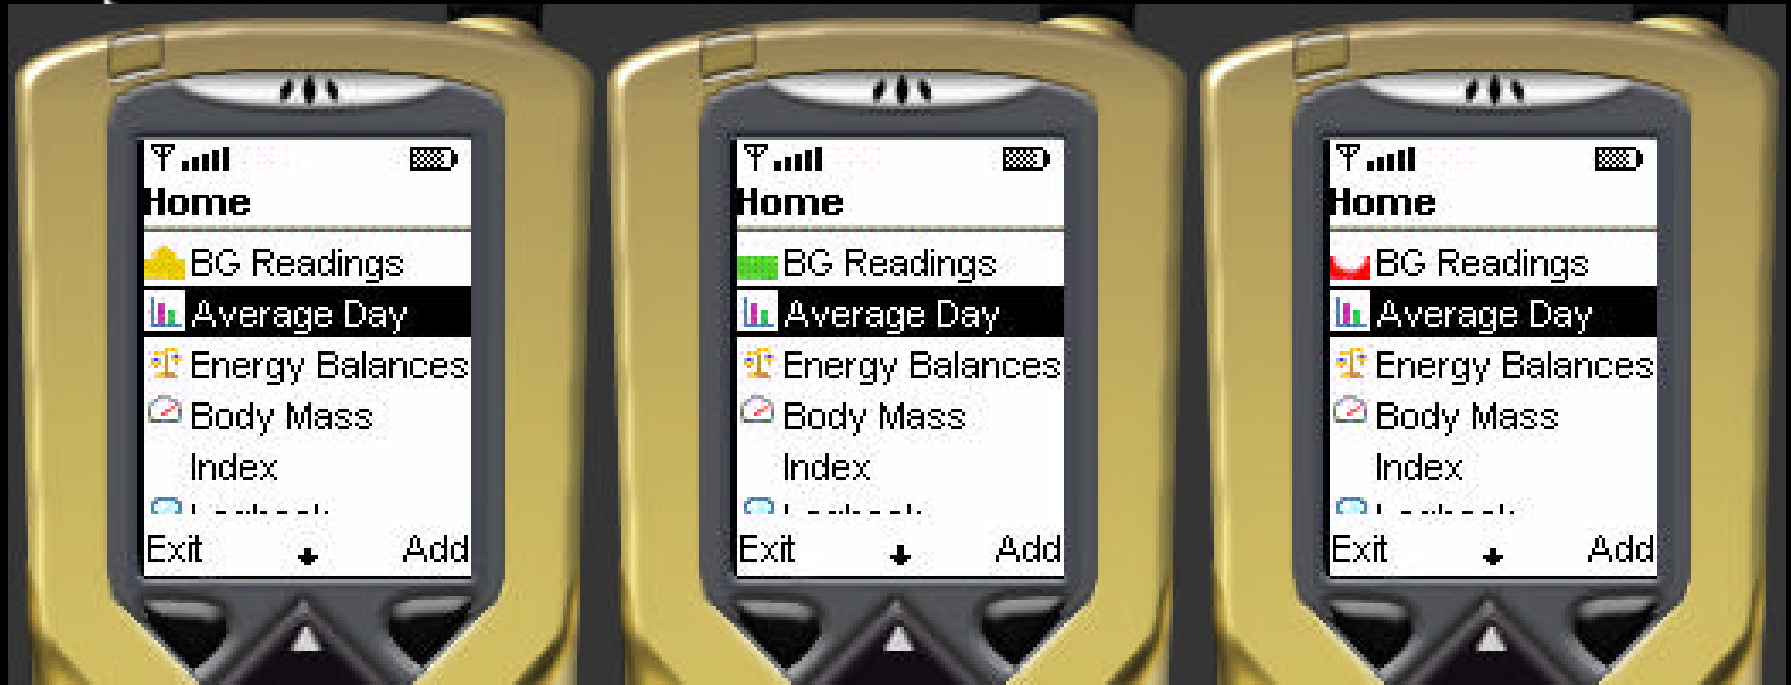 Home
BG Readings
Average Day
Energy Balances
Body Mass
Index
Exit Add
Home
BG Readings
Average Day
Energy Balances
Body Mass
Index
Exit Add
Home
BG Readings
Average Day
Energy Balances
Body Mass
Index
Exit Add